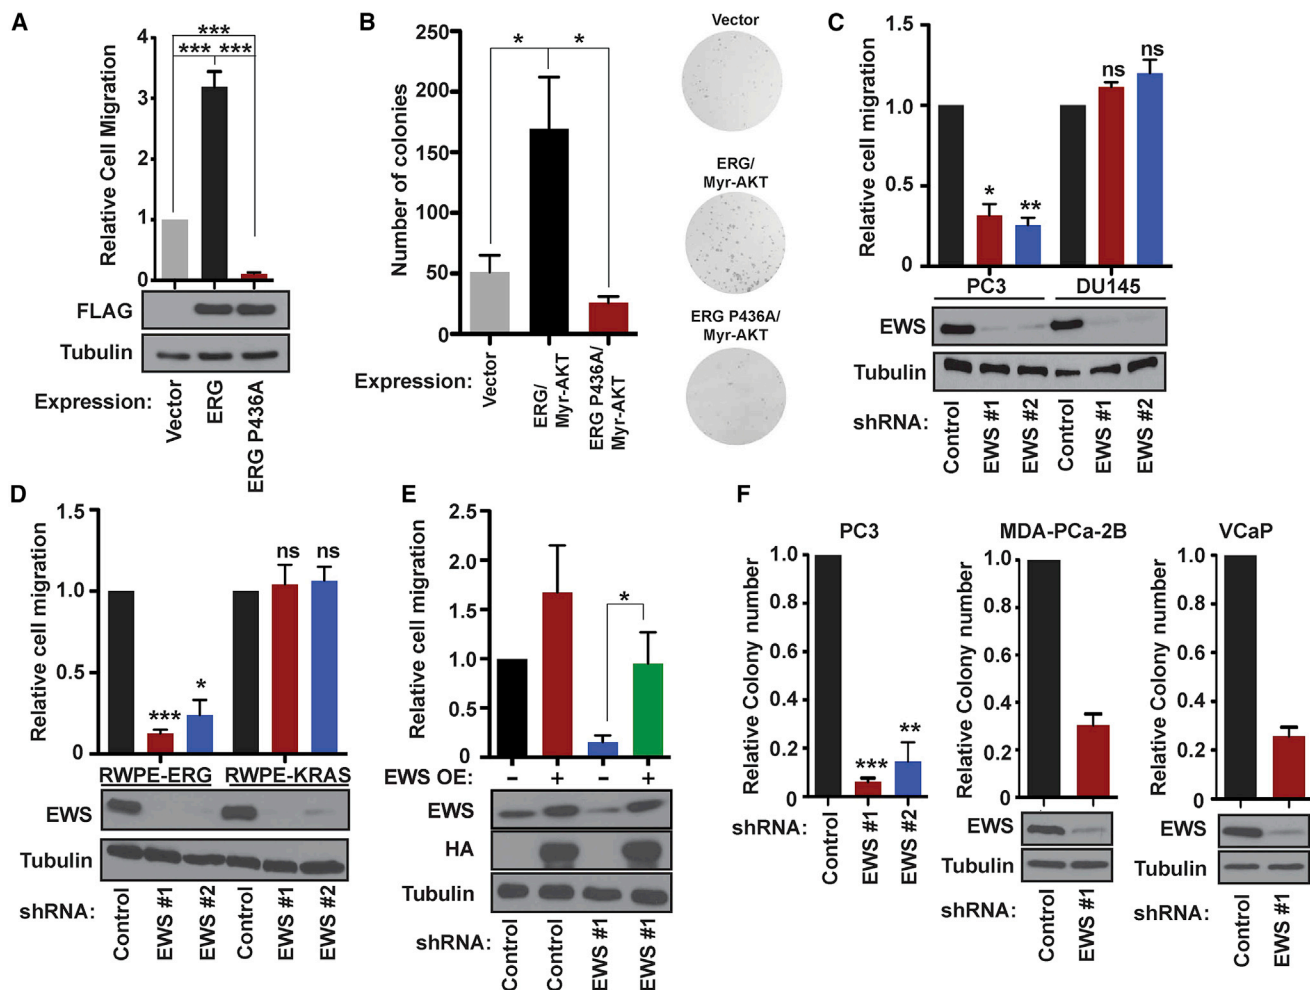 A
Relative Cell Migration
4
3
2
1
0
***
*** ***
FLAG
Tubulin
Expression:
Vector
ERG
ERG P436A
B
Number of colonies
250
200
150
100
50
0
* *
Expression:
Vector
ERG/
Myr-AKT
ERG P436A/
Myr-AKT
Vector
ERG/
Myr-AKT
ERG P436A/
Myr-AKT
C
Relative cell migration
1.5
1.0
0.5
0
* ** ns ns
PC3 DU145
EWS
Tubulin
shRNA:
Control
EWS #1
EWS #2
Control
EWS #1
EWS #2
D
Relative cell migration
1.5
1.0
0.5
0
*** * ns ns
RWPE-ERG RWPE-KRAS
EWS
Tubulin
shRNA:
Control
EWS #1
EWS #2
Control
EWS #1
EWS #2
E
Relative cell migration
2.5
2.0
1.5
1.0
0.5
0
*
EWS OE: – + – +
EWS
HA
Tubulin
shRNA:
Control
Control
EWS #1
EWS #1
F
PC3
Relative Colony number
1.0
0.8
0.6
0.4
0.2
0
*** **
shRNA:
Control
EWS #1
EWS #2
MDA-PCa-2B
Relative Colony number
1.0
0.8
0.6
0.4
0.2
0
EWS
Tubulin
shRNA:
Control
EWS #1
VCaP
Relative Colony number
1.0
0.8
0.6
0.4
0.2
0
EWS
Tubulin
shRNA:
Control
EWS #1